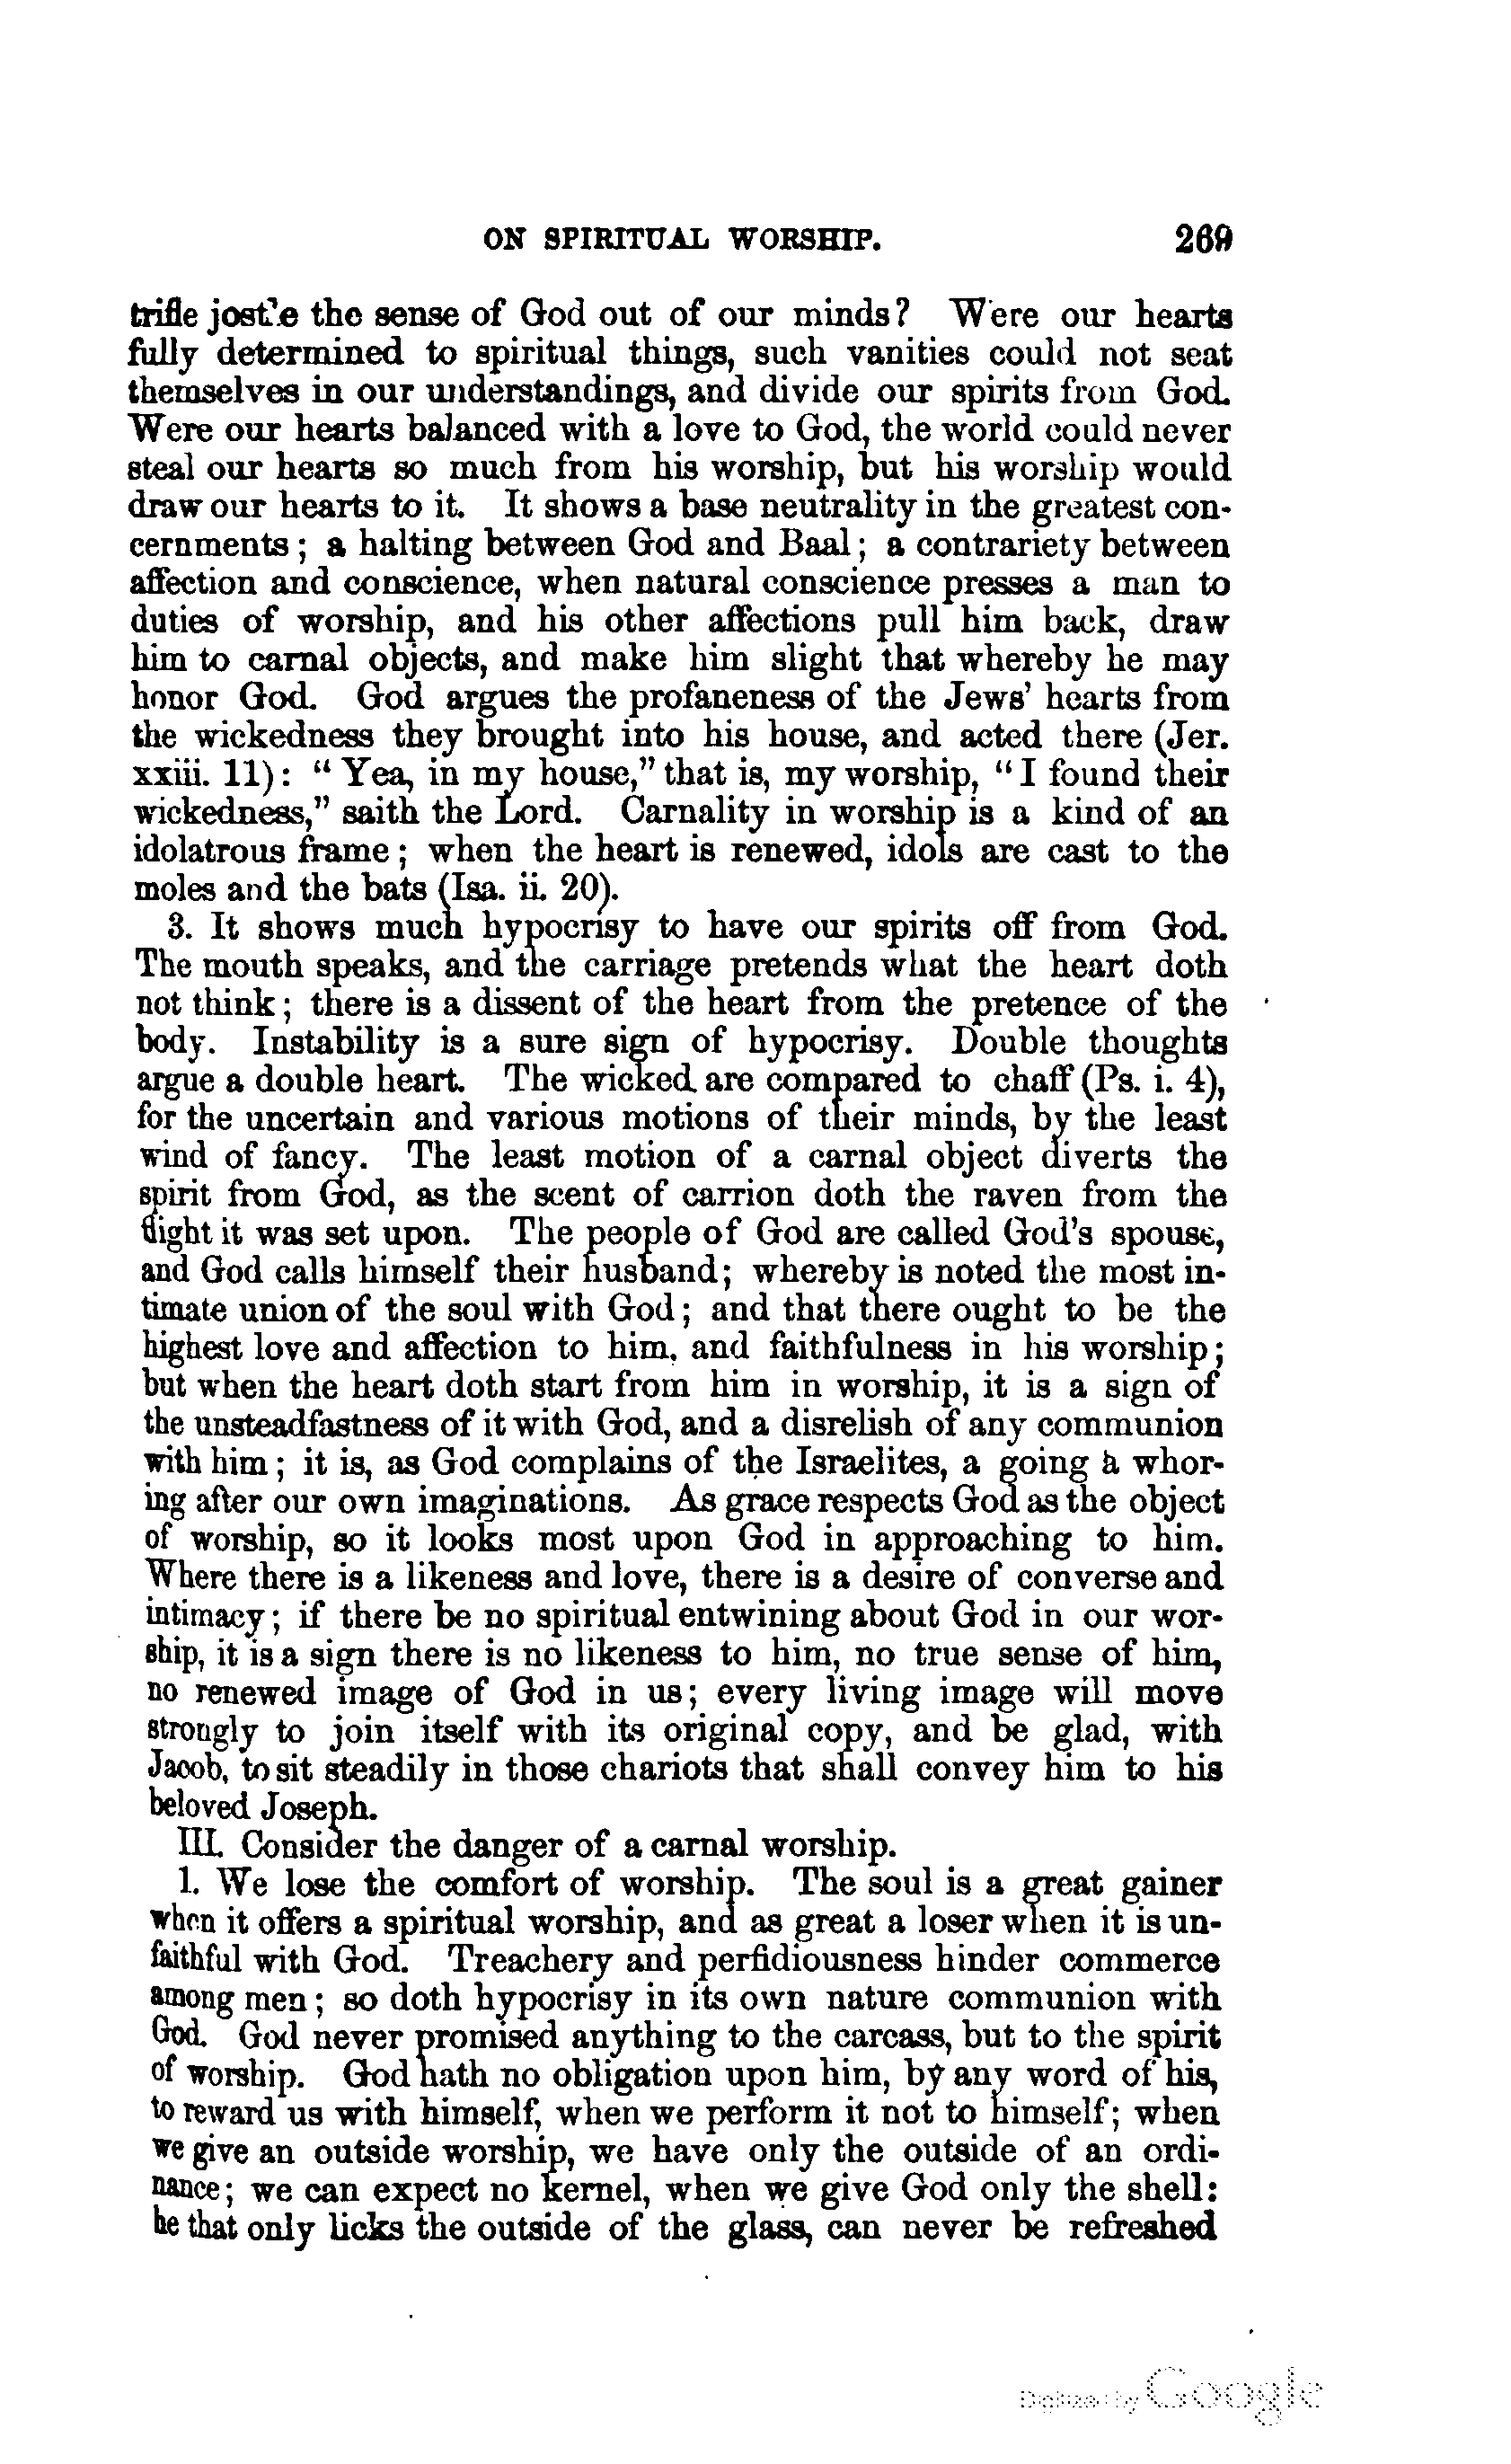 ON SPIRITUAL WORSHIP. 269
trifle jostle the sense of God out of our minds? Were our hearts
fully determined to spiritual things, such vanities could not seat
themselves in our understandings, and divide our spirits from God.
Were our hearts balanced with a love to God, the world could never
steal our hearts so much from his worship, but his worship would
draw our hearts to it. It shows a base neutrality in the greatest con-
cernments; a halting between God and Baal; a contrariety between
affection and conscience, when natural conscience presses a man to
duties of worship, and his other affections pull him back, draw
him to carnal objects, and make him slight that whereby he may
honor God. God argues the profaneness of the Jews' hearts from
the wickedness they brought into his house, and acted there (Jer.
xxiii. 11): "Yea, in my house," that is, my worship, "I found their
wickedness," saith the Lord. Carnality in worship is a kind of an
idolatrous frame; when the heart is renewed, idols are cast to the
moles and the bats (Isa. ii. 20).
3. It shows much hypocrisy to have our spirits off from God.
The mouth speaks, and the carriage pretends what the heart doth
not think; there is a dissent of the heart from the pretence of the
body. Instability is a sure sign of hypocrisy. Double thoughts
argue a double heart. The wicked are compared to chaff (Ps. i. 4),
for the uncertain and various motions of their minds, by the least
wind of fancy. The least motion of a carnal object diverts the
spirit from God, as the scent of carrion doth the raven from the
flight it was set upon. The people of God are called God's spouse,
and God calls himself their husband; whereby is noted the most in-
timate union of the soul with God; and that there ought to be the
highest love and affection to him, and faithfulness in his worship;
but when the heart doth start from him in worship, it is a sign of
the unsteadfastness of it with God, and a disrelish of any communion
with him; it is, as God complains of the Israelites, a going a whor-
ing after our own imaginations. As grace respects God as the object
of worship, so it looks most upon God in approaching to him.
Where there is a likeness and love, there is a desire of converse and
intimacy; if there be no spiritual entwining about God in our wor-
ship, it is a sign there is no likeness to him, no true sense of him,
no renewed image of God in us; every living image will move
strongly to join itself with its original copy, and be glad, with
Jacob, to sit steadily in those chariots that shall convey him to his
beloved Joseph.
III. Consider the danger of a carnal worship.
1. We lose the comfort of worship. The soul is a great gainer
when it offers a spiritual worship, and as great a loser when it is un-
faithful with God. Treachery and perfidiousness hinder commerce
among men; so doth hypocrisy in its own nature communion with
God. God never promised anything to the carcass, but to the spirit
of worship. God hath no obligation upon him, by any word of his,
to reward us with himself, when we perform it not to himself; when
we give an outside worship, we have only the outside of an ordi-
nance; we can expect no kernel, when we give God only the shell:
he that only licks the outside of the glass, can never be refreshed
Digitized by Google